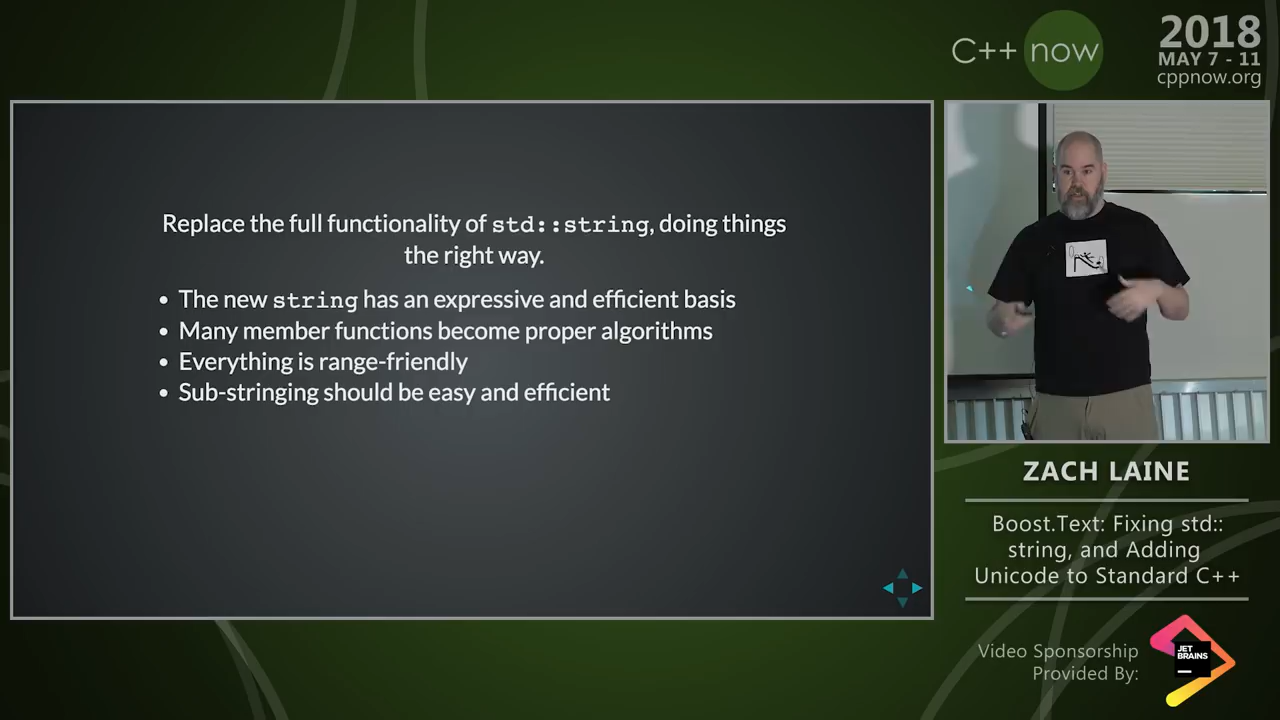 C++ now
2018
MAY 7 - 11
cppnow.org
Replace the full functionality of std::string, doing things
the right way.
• The new string has an expressive and efficient basis
• Many member functions become proper algorithms
• Everything is range-friendly
• Sub-stringing should be easy and efficient
ZACH LAINE
Boost.Text: Fixing std::
string, and Adding
Unicode to Standard C++
Video Sponsorship
Provided By:
JET
BRAINS